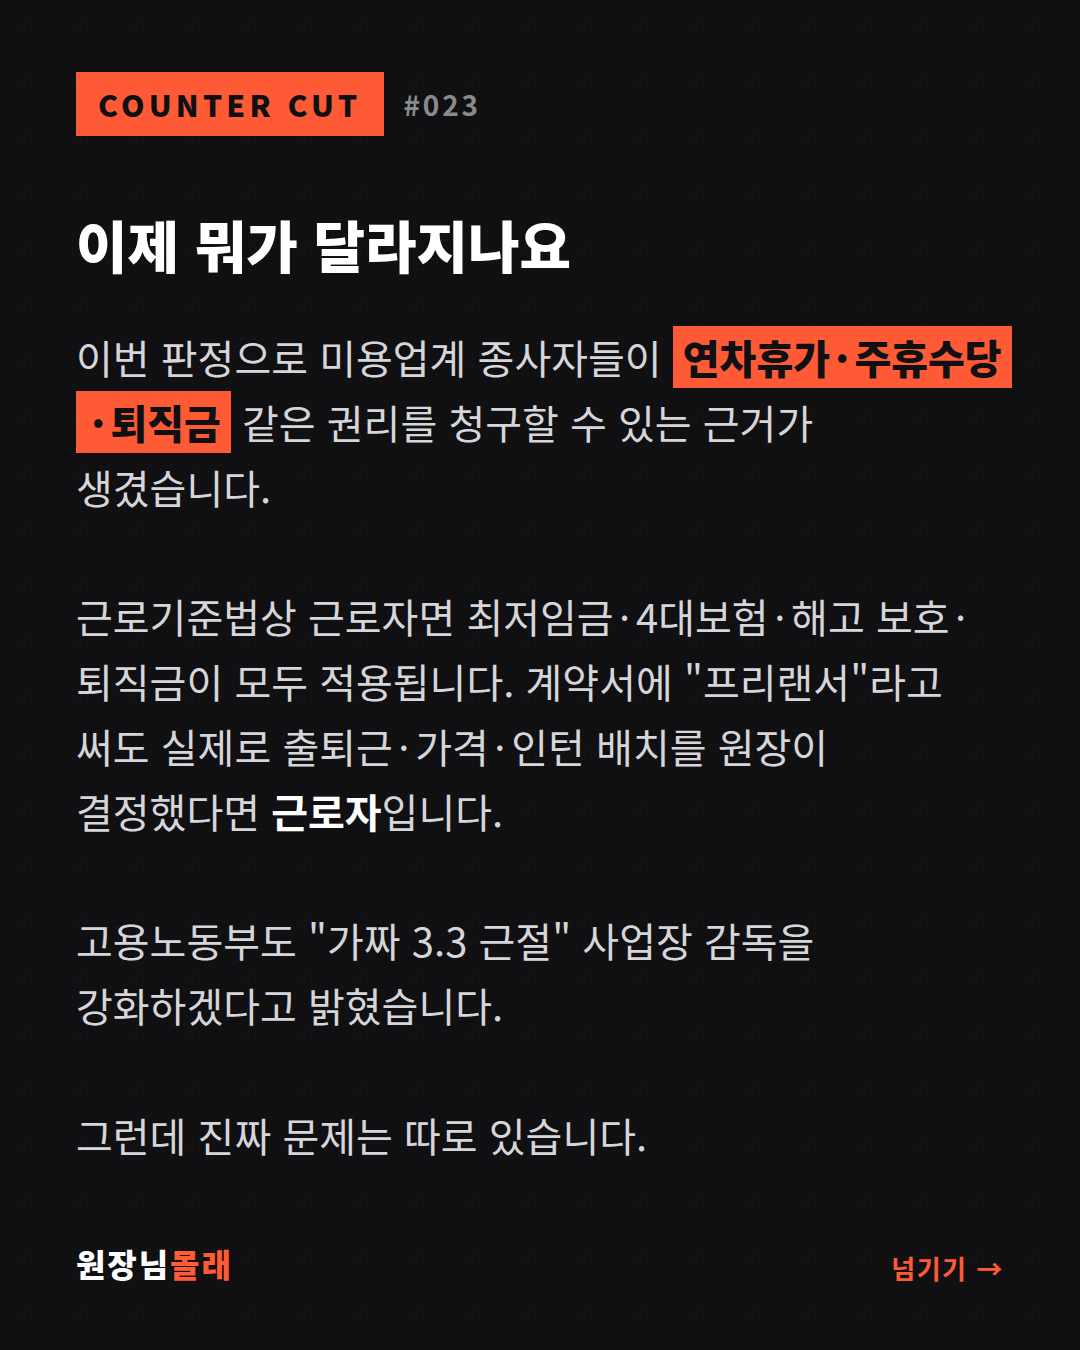 COUNTER CUT #023
이제 뭐가 달라지나요
이번 판정으로 미용업계 종사자들이 연차휴가·주휴수당
·퇴직금 같은 권리를 청구할 수 있는 근거가
생겼습니다.
근로기준법상 근로자면 최저임금·4대보험·해고 보호·
퇴직금이 모두 적용됩니다. 계약서에 "프리랜서"라고
써도 실제로 출퇴근·가격·인턴 배치를 원장이
결정했다면 근로자입니다.
고용노동부도 "가짜 3.3 근절" 사업장 감독을
강화하겠다고 밝혔습니다.
그런데 진짜 문제는 따로 있습니다.
원장님몰래
넘기기 →